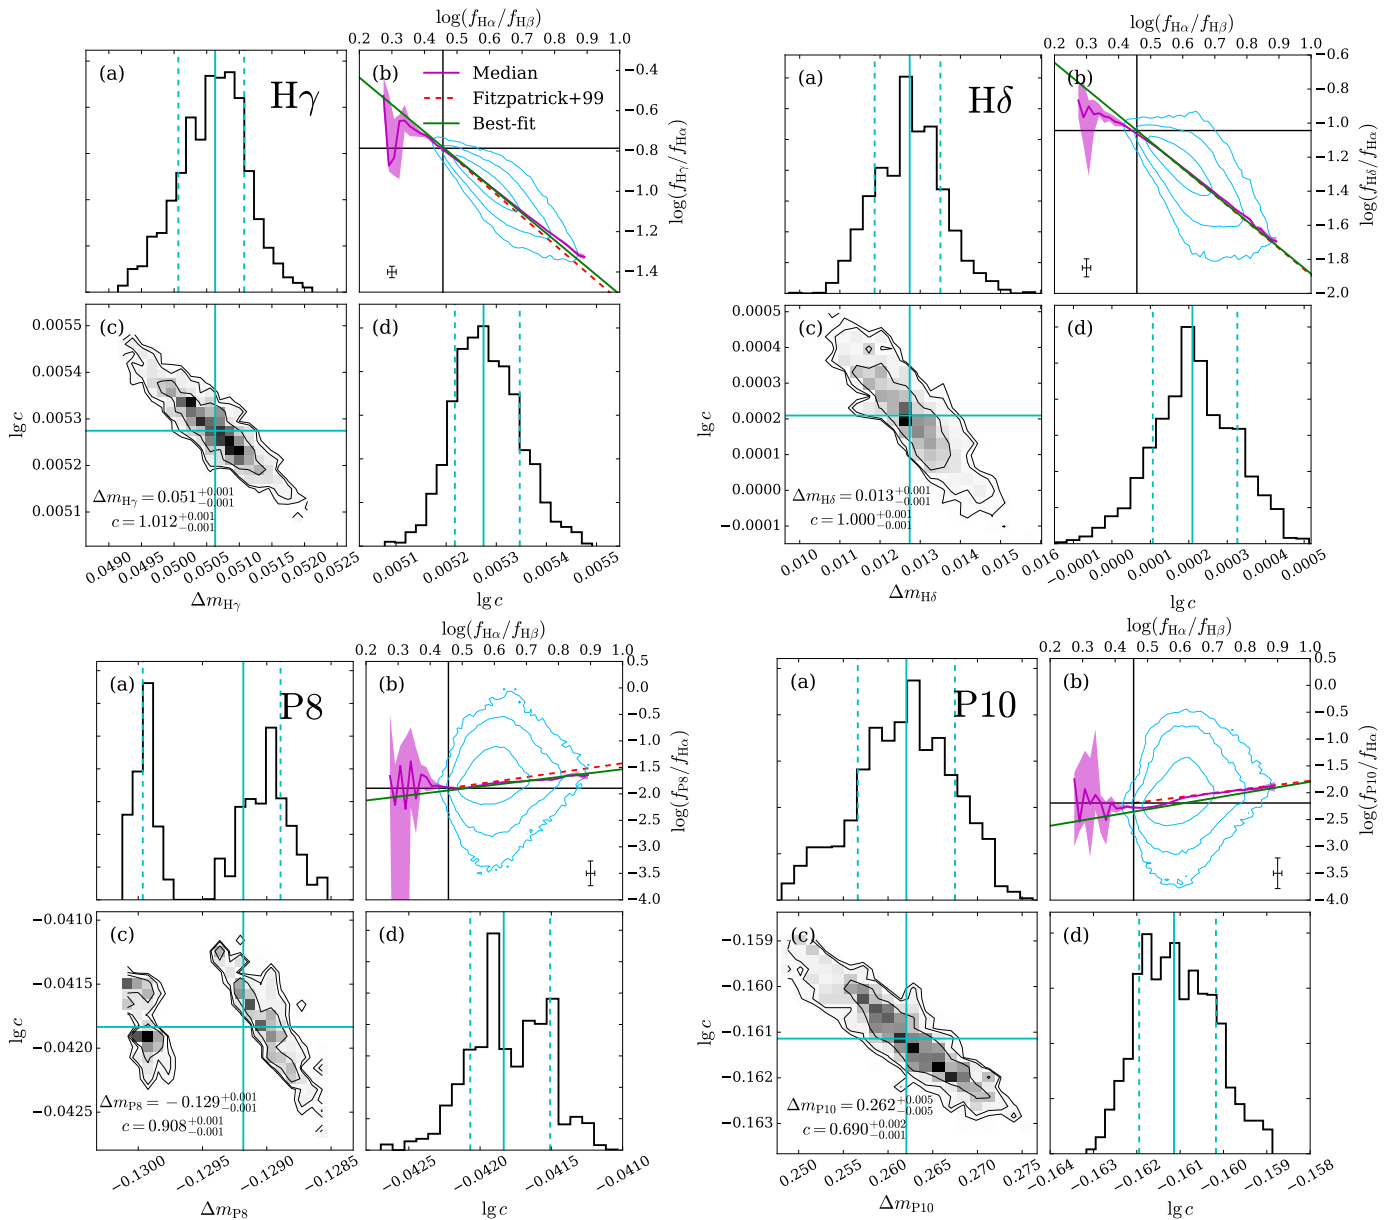 log(fHα/fHβ)
0.2 0.3 0.4 0.5 0.6 0.7 0.8 0.9 1.0
(a)
Hγ
(b)
Median
Fitzpatrick+99
Best-fit
−0.4
−0.6
−0.8
−1.0
−1.2
−1.4
log(fHγ/fHα)
(c)
0.0055
0.0054
0.0053
0.0052
0.0051
lg c
ΔmHγ = 0.051 +0.001 −0.001
c = 1.012 +0.001 −0.001
0.0490 0.0495 0.0500 0.0505 0.0510 0.0515 0.0520 0.0525
ΔmHγ
(d)
0.0051 0.0052 0.0053 0.0054 0.0055
lg c
log(fHα/fHβ)
0.2 0.3 0.4 0.5 0.6 0.7 0.8 0.9 1.0
(a)
Hδ
(b)
−0.6
−0.8
−1.0
−1.2
−1.4
−1.6
−1.8
−2.0
log(fHδ/fHα)
(c)
0.0005
0.0004
0.0003
0.0002
0.0001
0.0000
−0.0001
lg c
ΔmHδ = 0.013 +0.001 −0.001
c = 1.000 +0.001 −0.001
0.010 0.011 0.012 0.013 0.014 0.015 0.016
ΔmHδ
(d)
−0.0001 0.0000 0.0001 0.0002 0.0003 0.0004 0.0005
lg c
log(fHα/fHβ)
0.2 0.3 0.4 0.5 0.6 0.7 0.8 0.9 1.0
(a)
P8
(b)
0.5
0.0
−0.5
−1.0
−1.5
−2.0
−2.5
−3.0
−3.5
−4.0
log(fP8/fHα)
(c)
−0.0410
−0.0415
−0.0420
−0.0425
lg c
ΔmP8 = −0.129 +0.001 −0.001
c = 0.908 +0.001 −0.001
−0.1300 −0.1295 −0.1290 −0.1285
ΔmP8
(d)
−0.0425 −0.0420 −0.0415 −0.0410
lg c
log(fHα/fHβ)
0.2 0.3 0.4 0.5 0.6 0.7 0.8 0.9 1.0
(a)
P10
(b)
0.5
0.0
−0.5
−1.0
−1.5
−2.0
−2.5
−3.0
−3.5
−4.0
log(fP10/fHα)
(c)
−0.159
−0.160
−0.161
−0.162
−0.163
lg c
ΔmP10 = 0.262 +0.005 −0.005
c = 0.690 +0.002 −0.001
0.250 0.255 0.260 0.265 0.270 0.275
ΔmP10
(d)
−0.164 −0.163 −0.162 −0.161 −0.160 −0.159 −0.158
lg c